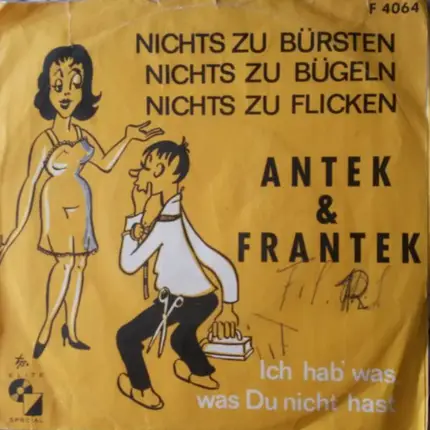 F 4064
NICHTS ZU BÜRSTEN
NICHTS ZU BÜGELN
NICHTS ZU FLICKEN
ANTEK
&
FRANTEK
Ich hab' was
was Du nicht hast
ELITE
SPECIAL